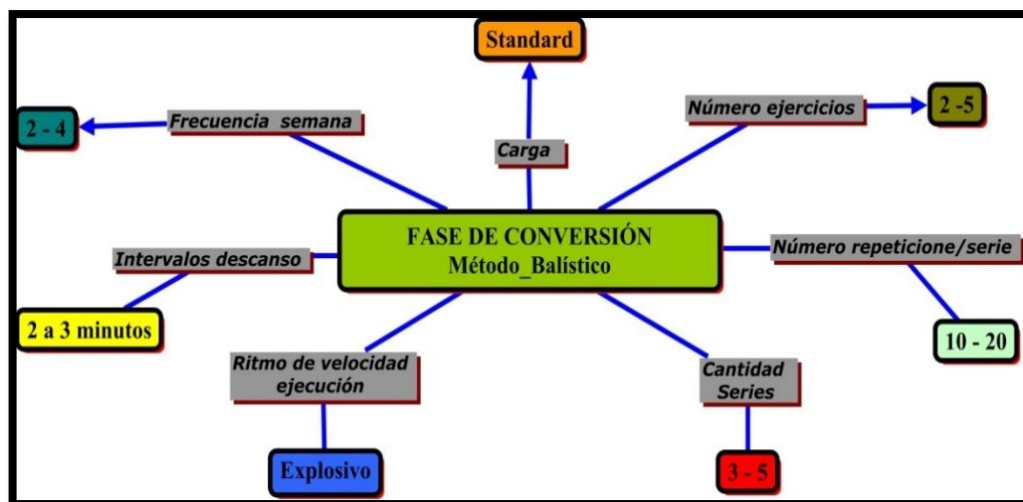 Standard
Número ejercicios
2 -5
Frecuencia semana
2 - 4
Carga
FASE DE CONVERSIÓN
Método_Balístico
Número repeticione/serie
Intervalos descanso
2 a 3 minutos
10 - 20
Ritmo de velocidad
ejecución
Cantidad
Series
Explosivo
3 - 5